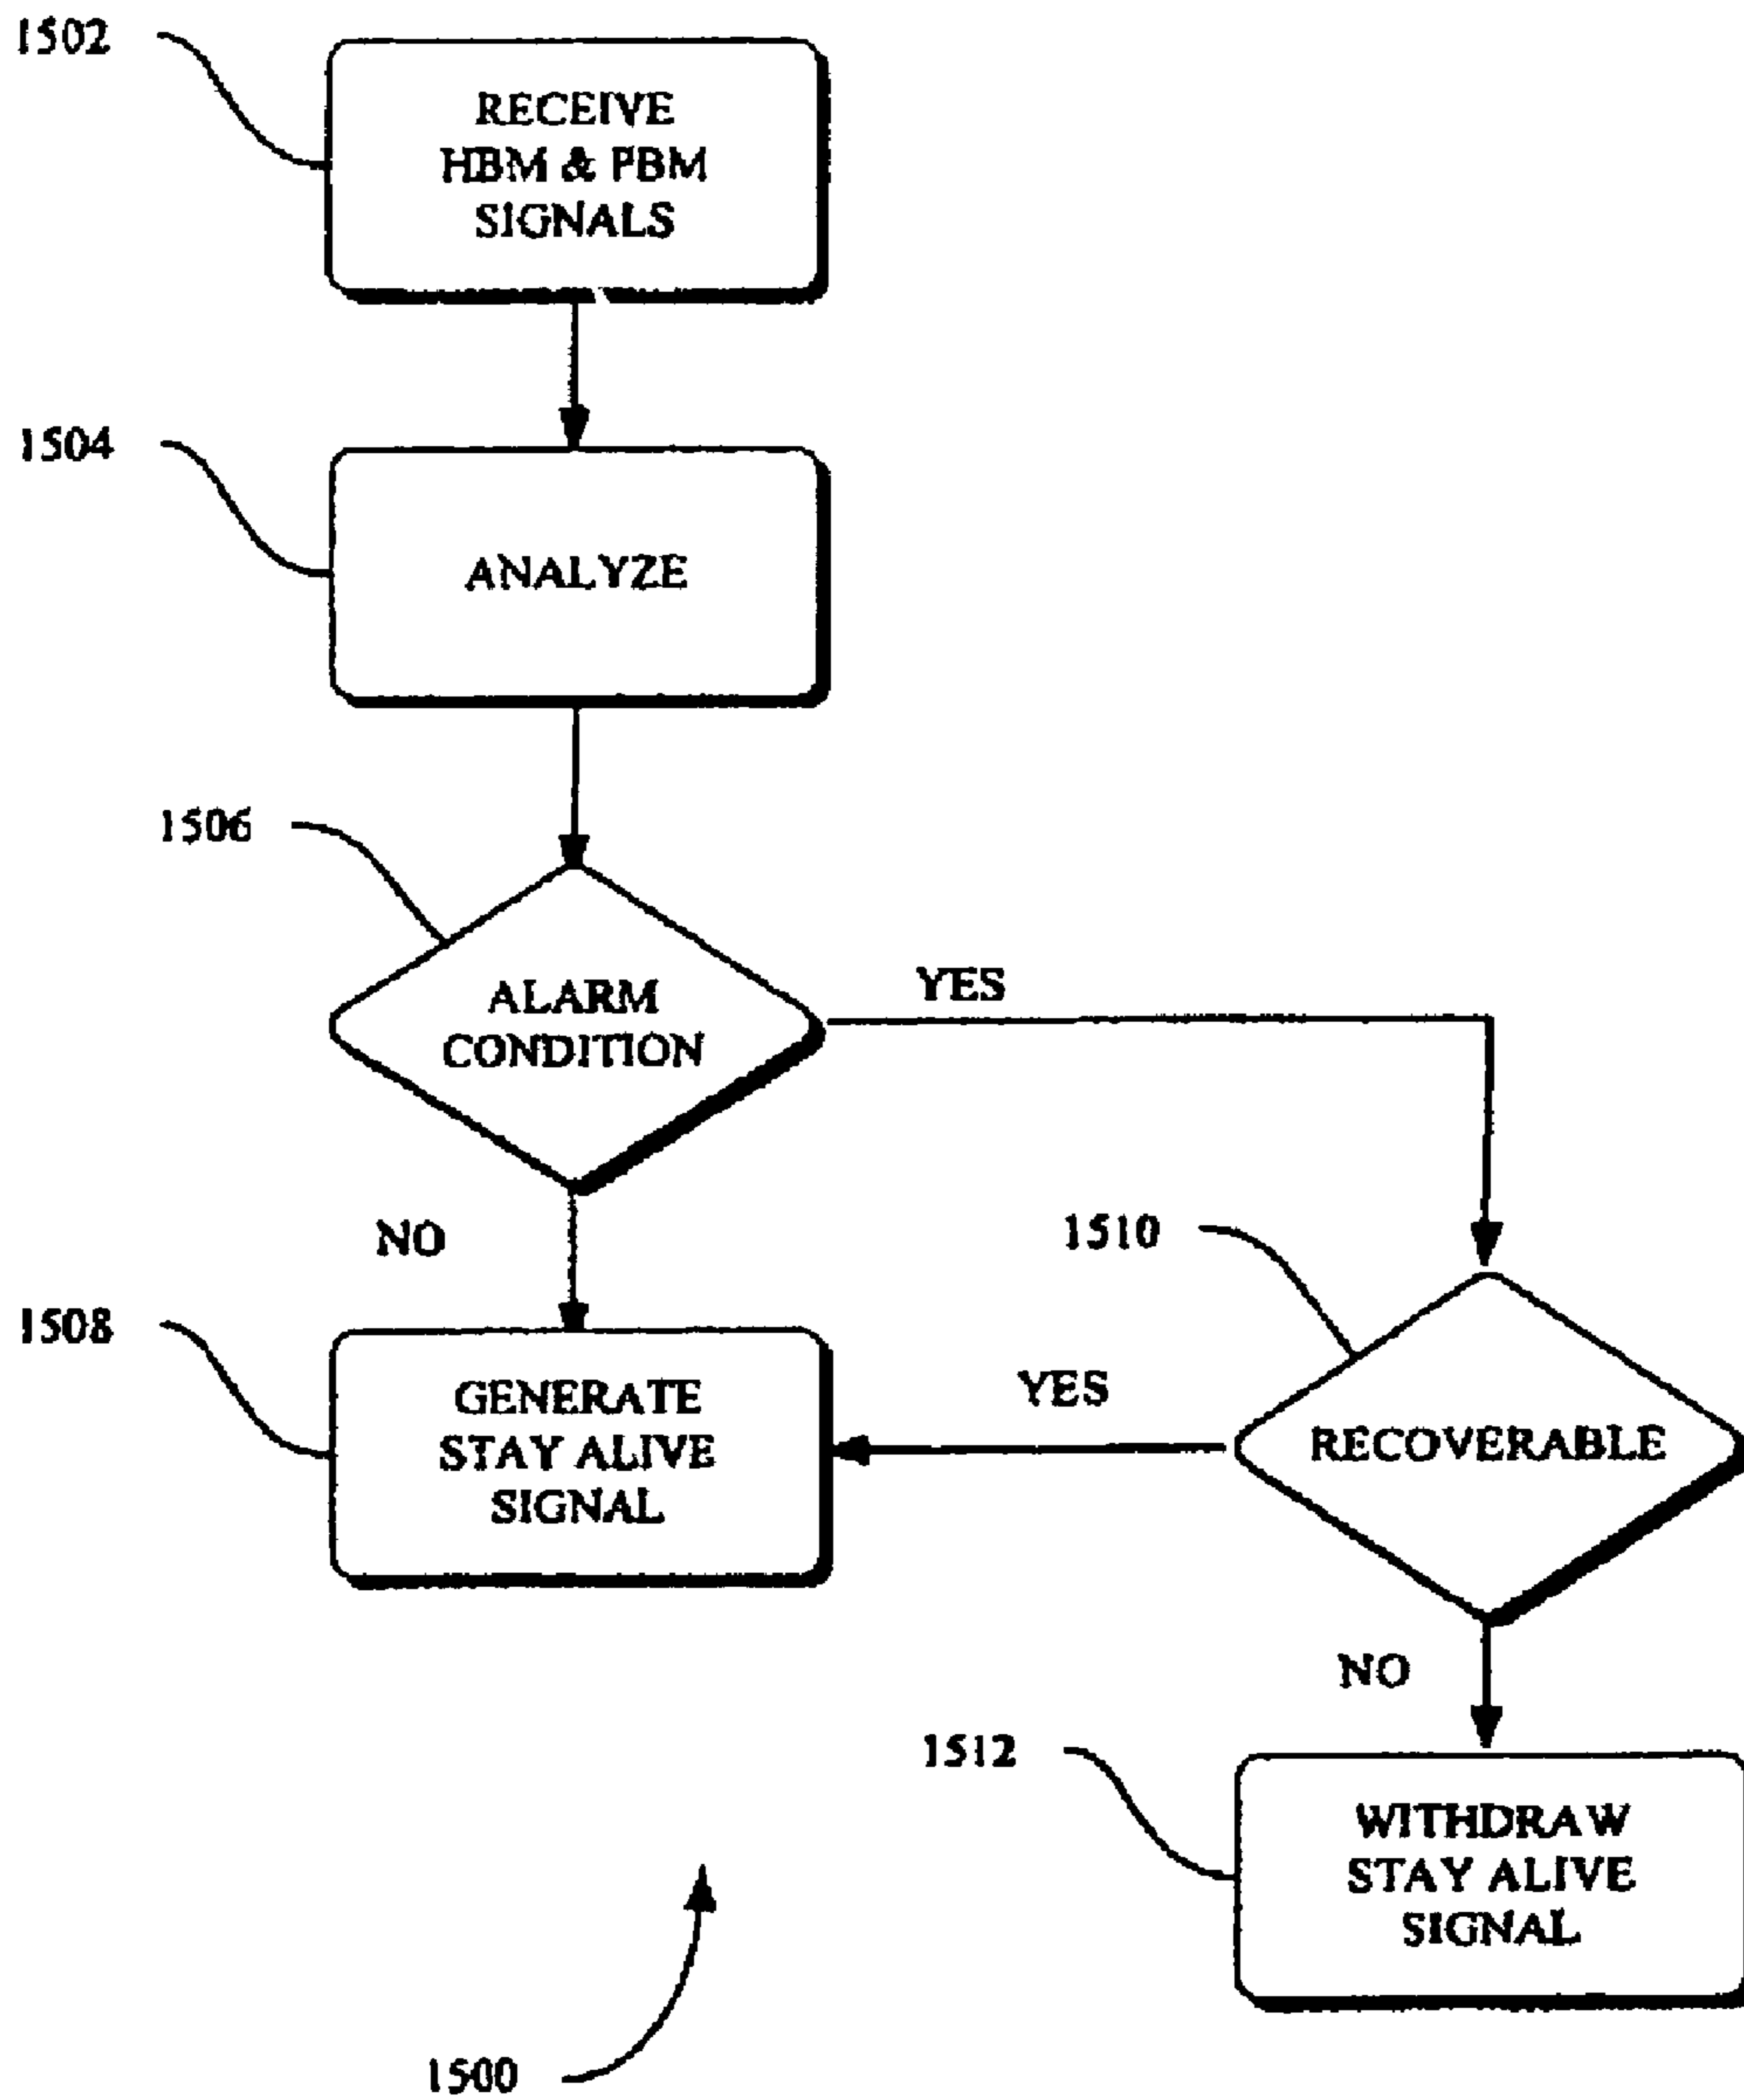 1502
RECEIVE
HBM & PBM
SIGNALS
1504
ANALYZE
1506
ALARM
CONDITION
YES
NO
1510
1508
GENERATE
STAY ALIVE
SIGNAL
YES
RECOVERABLE
NO
1512
WITHDRAW
STAY ALIVE
SIGNAL
1500